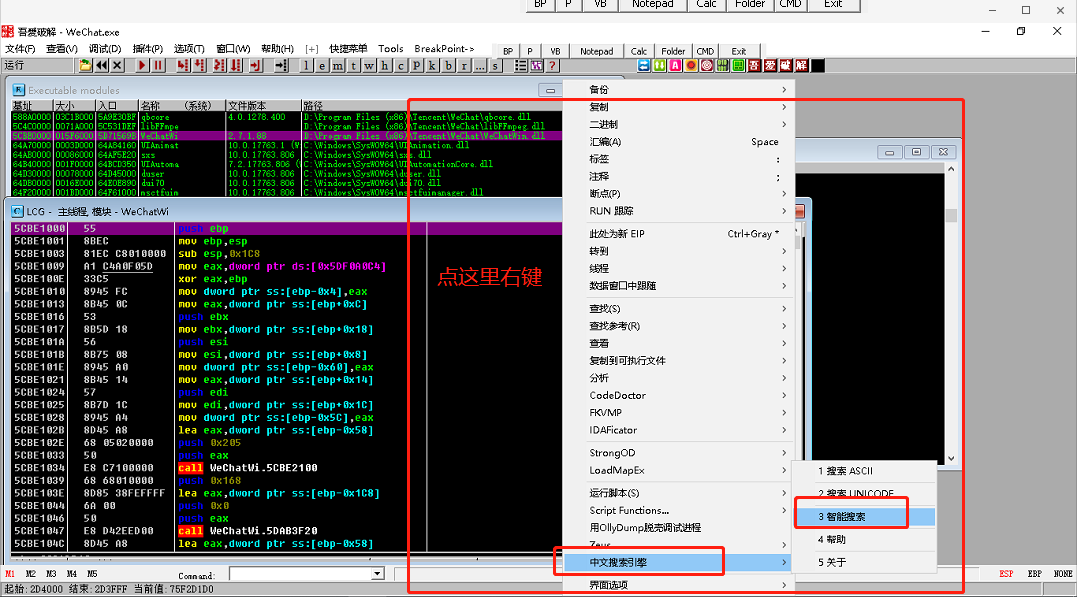 BP P VB Notepad Calc Folder CMD Exit
吾爱破解 - WeChat.exe
文件(F) 查看(V) 调试(D) 插件(P) 选项(T) 窗口(W) 帮助(H) [+] 快捷菜单 Tools BreakPoint->
BP P VB Notepad Calc Folder CMD Exit
运行
l e m t w h c P k b r ... s
?
吾 爱 破 解
Executable modules
基址 大小 入口 名称 (系统) 文件版本 路径
588A0000 03C1B000 5A9E30BF qbcore 4.0.1278.400 D:\Program Files (x86)\Tencent\WeChat\qbcore.dll
5C4C0000 0071A000 5C531DEF libFFmpe D:\Program Files (x86)\Tencent\WeChat\libFFmpeg.dll
5CBE0000 015F6C00 5D715698 WeChatWi 2.7.1.88 D:\Program Files (x86)\Tencent\WeChat\WeChatWin.dll
64A70000 0003D000 64A84160 UIAnimat 10.0.17763.1 (W C:\Windows\SysWOW64\UIAnimation.dll
64AB0000 00086000 64AF5E20 sxs 10.0.17763.806 C:\Windows\SysWOW64\sxs.dll
64B40000 001F0000 64BCD350 UIAutoma 7.2.17763.806 ( C:\Windows\SysWOW64\UIAutomationCore.dll
64D30000 00078000 64D45000 duser 10.0.17763.806 C:\Windows\SysWOW64\duser.dll
64DB0000 0016E000 64E0E890 dui70 10.0.17763.806 C:\Windows\SysWOW64\dui70.dll
64F20000 001BD000 64F61000 msctfuim 10.0.17763.806 C:\Windows\SysWOW64\msctfuimanager.dll
LCG - 主线程, 模块 - WeChatWi
5CBE1000 55 push ebp
5CBE1001 8BEC mov ebp,esp
5CBE1003 81EC C8010000 sub esp,0x1C8
5CBE1009 A1 C4A0F05D mov eax,dword ptr ds:[0x5DF0A0C4]
5CBE100E 33C5 xor eax,ebp
5CBE1010 8945 FC mov dword ptr ss:[ebp-0x4],eax
5CBE1013 8B45 0C mov eax,dword ptr ss:[ebp+0xC]
5CBE1016 53 push ebx
5CBE1017 8B5D 18 mov ebx,dword ptr ss:[ebp+0x18]
5CBE101A 56 push esi
5CBE101B 8B75 08 mov esi,dword ptr ss:[ebp+0x8]
5CBE101E 8945 A0 mov dword ptr ss:[ebp-0x60],eax
5CBE1021 8B45 14 mov eax,dword ptr ss:[ebp+0x14]
5CBE1024 57 push edi
5CBE1025 8B7D 1C mov edi,dword ptr ss:[ebp+0x1C]
5CBE1028 8945 A4 mov dword ptr ss:[ebp-0x5C],eax
5CBE102B 8D45 A8 lea eax,dword ptr ss:[ebp-0x58]
5CBE102E 68 05020000 push 0x205
5CBE1033 50 push eax
5CBE1034 E8 C7100000 call WeChatWi.5CBE2100
5CBE1039 68 68010000 push 0x168
5CBE103E 8D85 38FEFFFF lea eax,dword ptr ss:[ebp-0x1C8]
5CBE1044 6A 00 push 0x0
5CBE1046 50 push eax
5CBE1047 E8 D42EED00 call WeChatWi.5DAB3F20
5CBE104C 8D45 A8 lea eax,dword ptr ss:[ebp-0x58]
点这里右键
备份
复制
二进制
汇编(A) Space
标签 :
注释 ;
断点(P)
RUN 跟踪
此处为新 EIP Ctrl+Gray *
转到
线程
数据窗口中跟随
查找(S)
查找参考(R)
查看
复制到可执行文件
分析
CodeDoctor
FKVMP
IDAFicator
StrongOD
LoadMapEx
运行脚本(S)
Script Functions...
用OllyDump脱壳调试进程
Zeus
中文搜索引擎
界面选项
1 搜索 ASCII
2 搜索 UNICODE
3 智能搜索
4 帮助
5 关于
M1 M2 M3 M4 M5 Command: ESP EBP NONE
起始: 2D4000 结束: 2D3FFF 当前值: 75F2D1D0